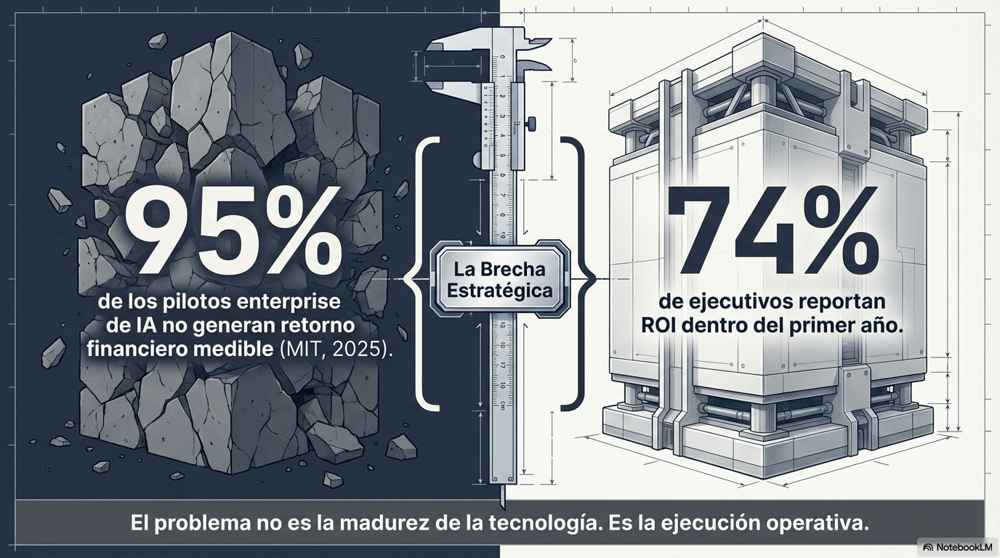 95%
de los pilotos enterprise
de IA no generan retorno
financiero medible (MIT, 2025).
La Brecha
Estratégica
74%
de ejecutivos reportan
ROI dentro del primer año.
El problema no es la madurez de la tecnología. Es la ejecución operativa.
NotebookLM